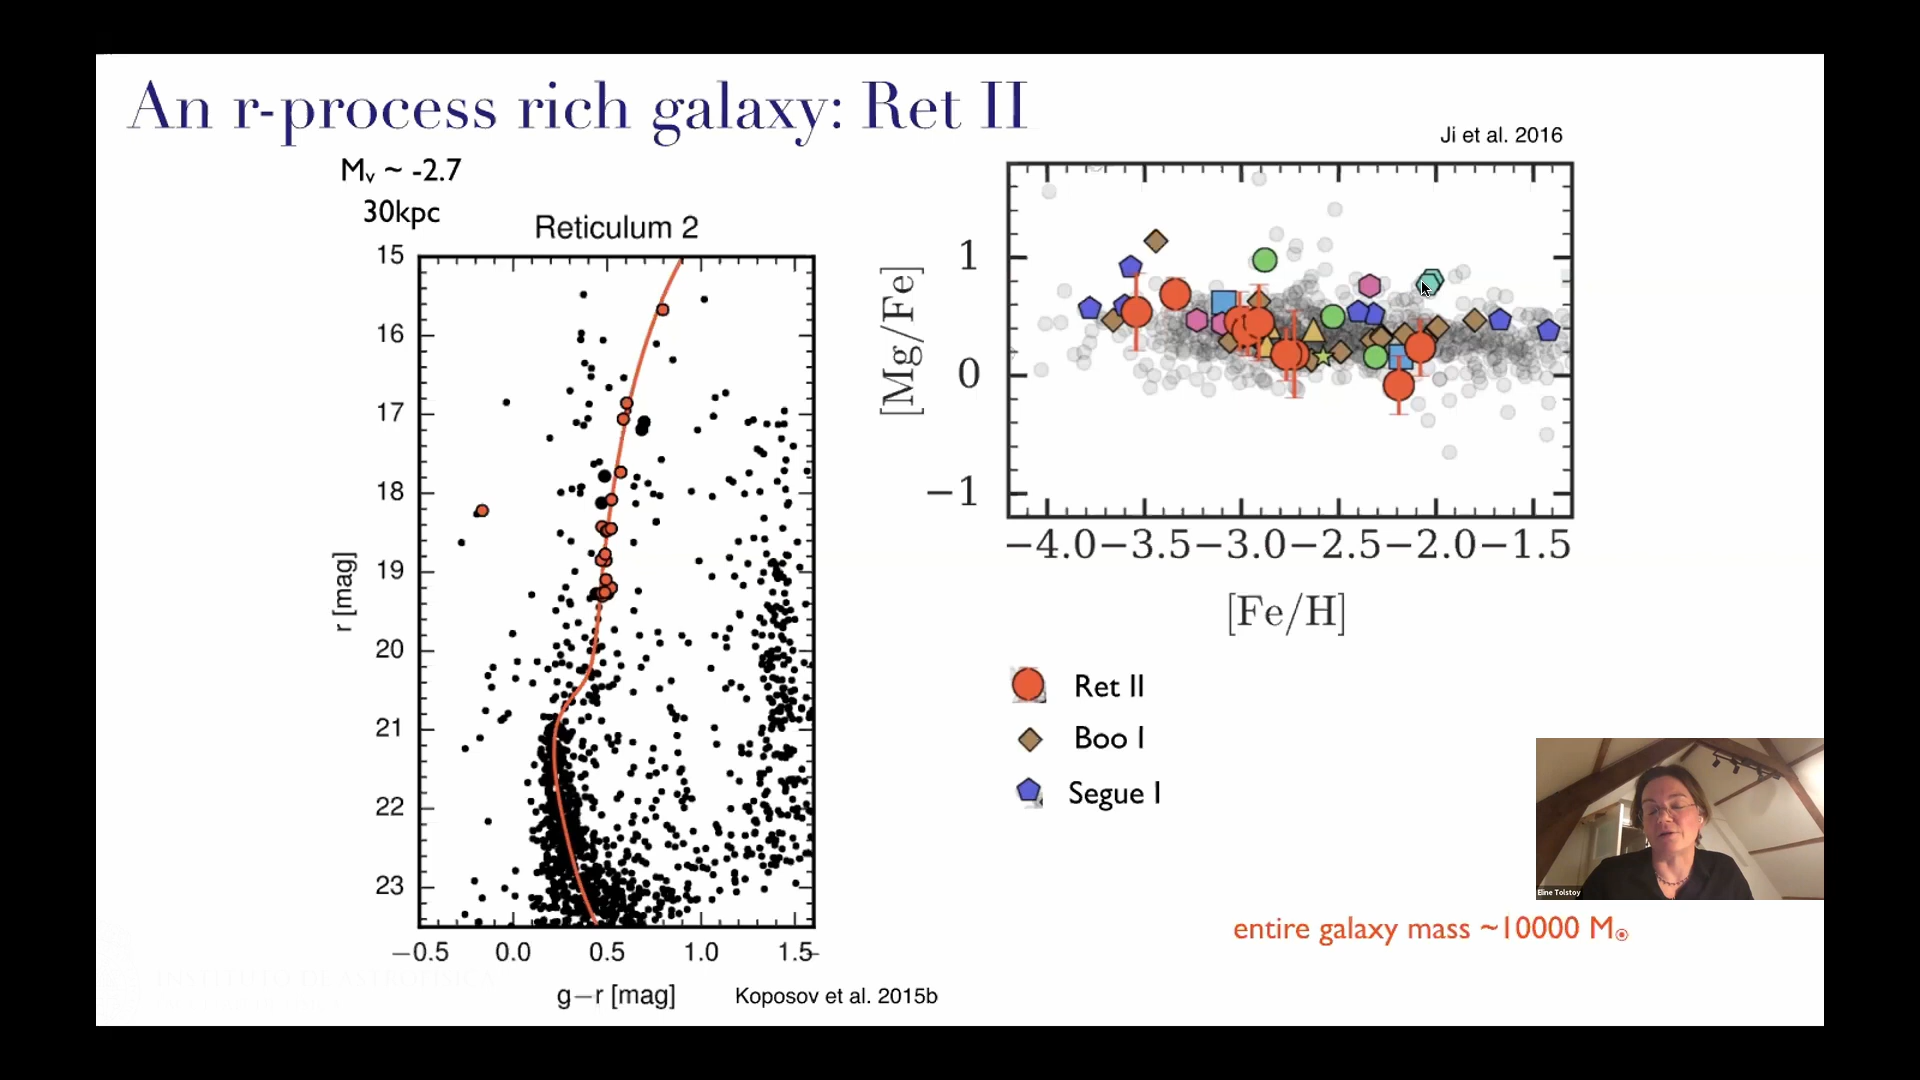 An r-process rich galaxy: Ret II
Ji et al. 2016
Mv ~ -2.7
30kpc
Reticulum 2
15
16
17
18
19
20
21
22
23
r [mag]
−0.5 0.0 0.5 1.0 1.5
g−r [mag]
Koposov et al. 2015b
1
0
−1
[Mg/Fe]
−4.0 −3.5 −3.0 −2.5 −2.0 −1.5
[Fe/H]
Ret II
Boo I
Segue I
Eline Tolstoy
entire galaxy mass ~10000 M☉